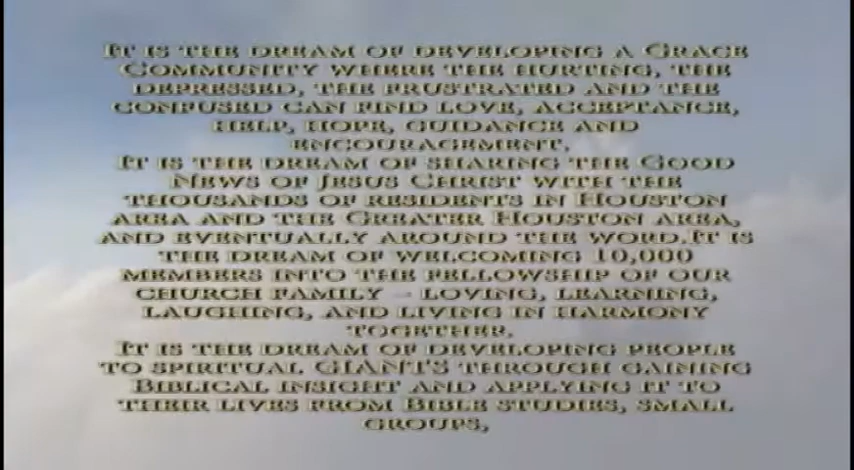 It is the dream of developing a Grace
Community where the hurting, the
depressed, the frustrated and the
confused can find love, acceptance,
help, hope, guidance and
encouragement.
It is the dream of sharing the Good
News of Jesus Christ with the
thousands of residents in Houston
area and the Greater Houston area,
and eventually around the word.It is
the dream of welcoming 10,000
members into the fellowship of our
church family – loving, learning,
laughing, and living in harmony
together.
It is the dream of developing people
to spiritual GIANTS through gaining
Biblical insight and applying it to
their lives from Bible studies, small
groups,